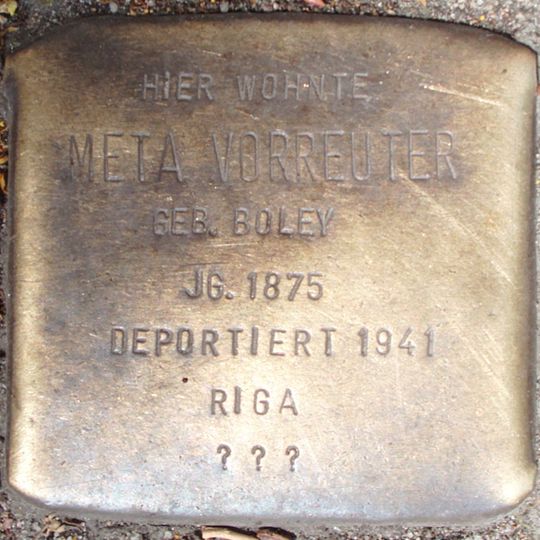 HIER WOHNTE
META VORREUTER
GEB. BOLEY
JG. 1875
DEPORTIERT 1941
RIGA
? ? ?